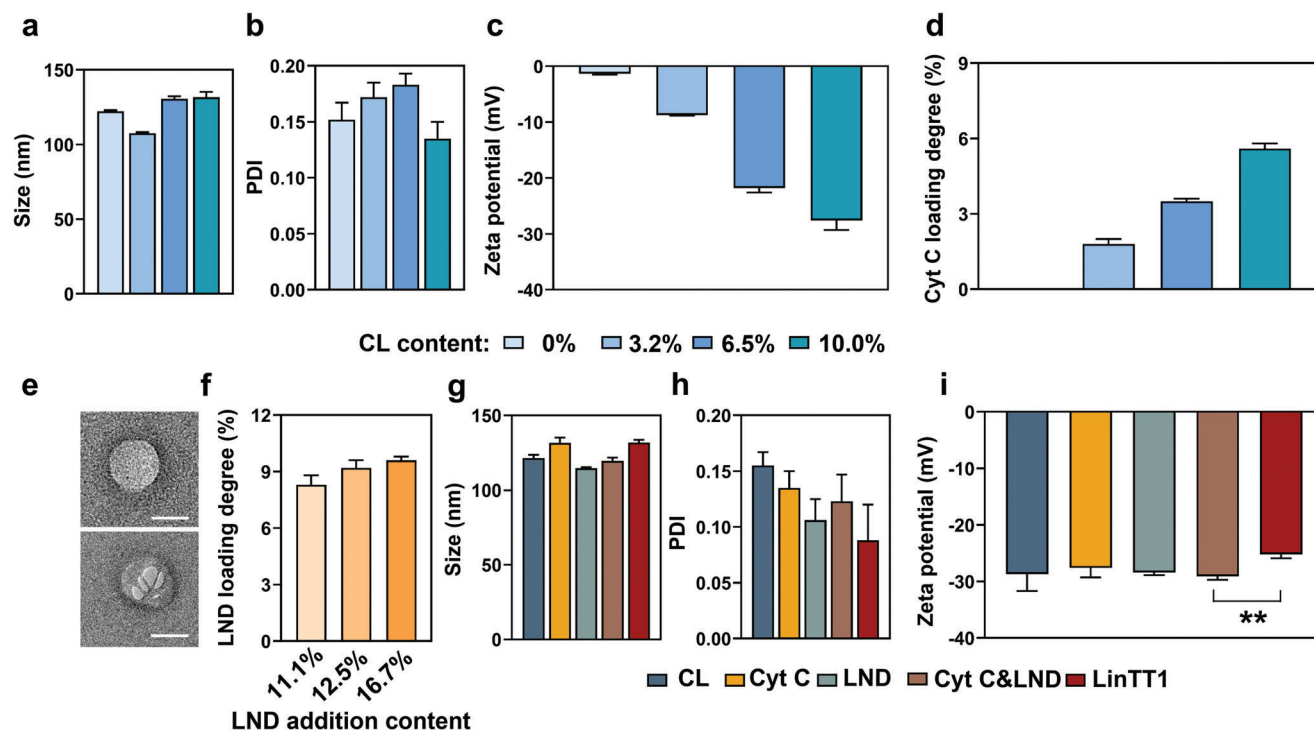 a
Size (nm)
150
100
50
0
b
PDI
0.20
0.15
0.10
0.05
0.00
c
Zeta potential (mV)
0
-10
-20
-30
-40
d
Cyt C loading degree (%)
9
6
3
0
CL content: 0% 3.2% 6.5% 10.0%
e
f
LND loading degree (%)
12
9
6
3
0
11.1% 12.5% 16.7%
LND addition content
g
Size (nm)
150
100
50
0
h
PDI
0.20
0.15
0.10
0.05
0.00
i
Zeta potential (mV)
0
-10
-20
-30
-40
**
CL Cyt C LND Cyt C&LND LinTT1